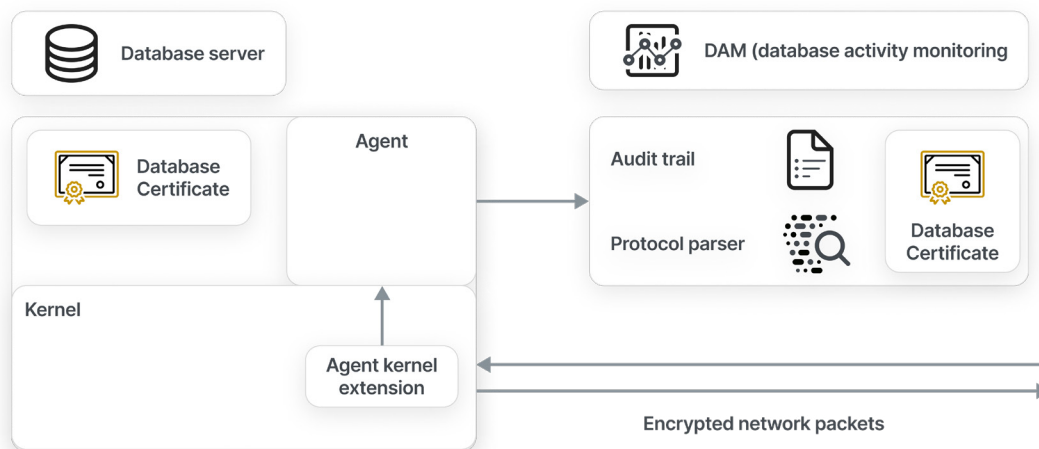 Database server
DAM (database activity monitoring
Database
Certificate
Agent
Audit trail
Protocol parser
Database
Certificate
Kernel
Agent kernel
extension
Encrypted network packets